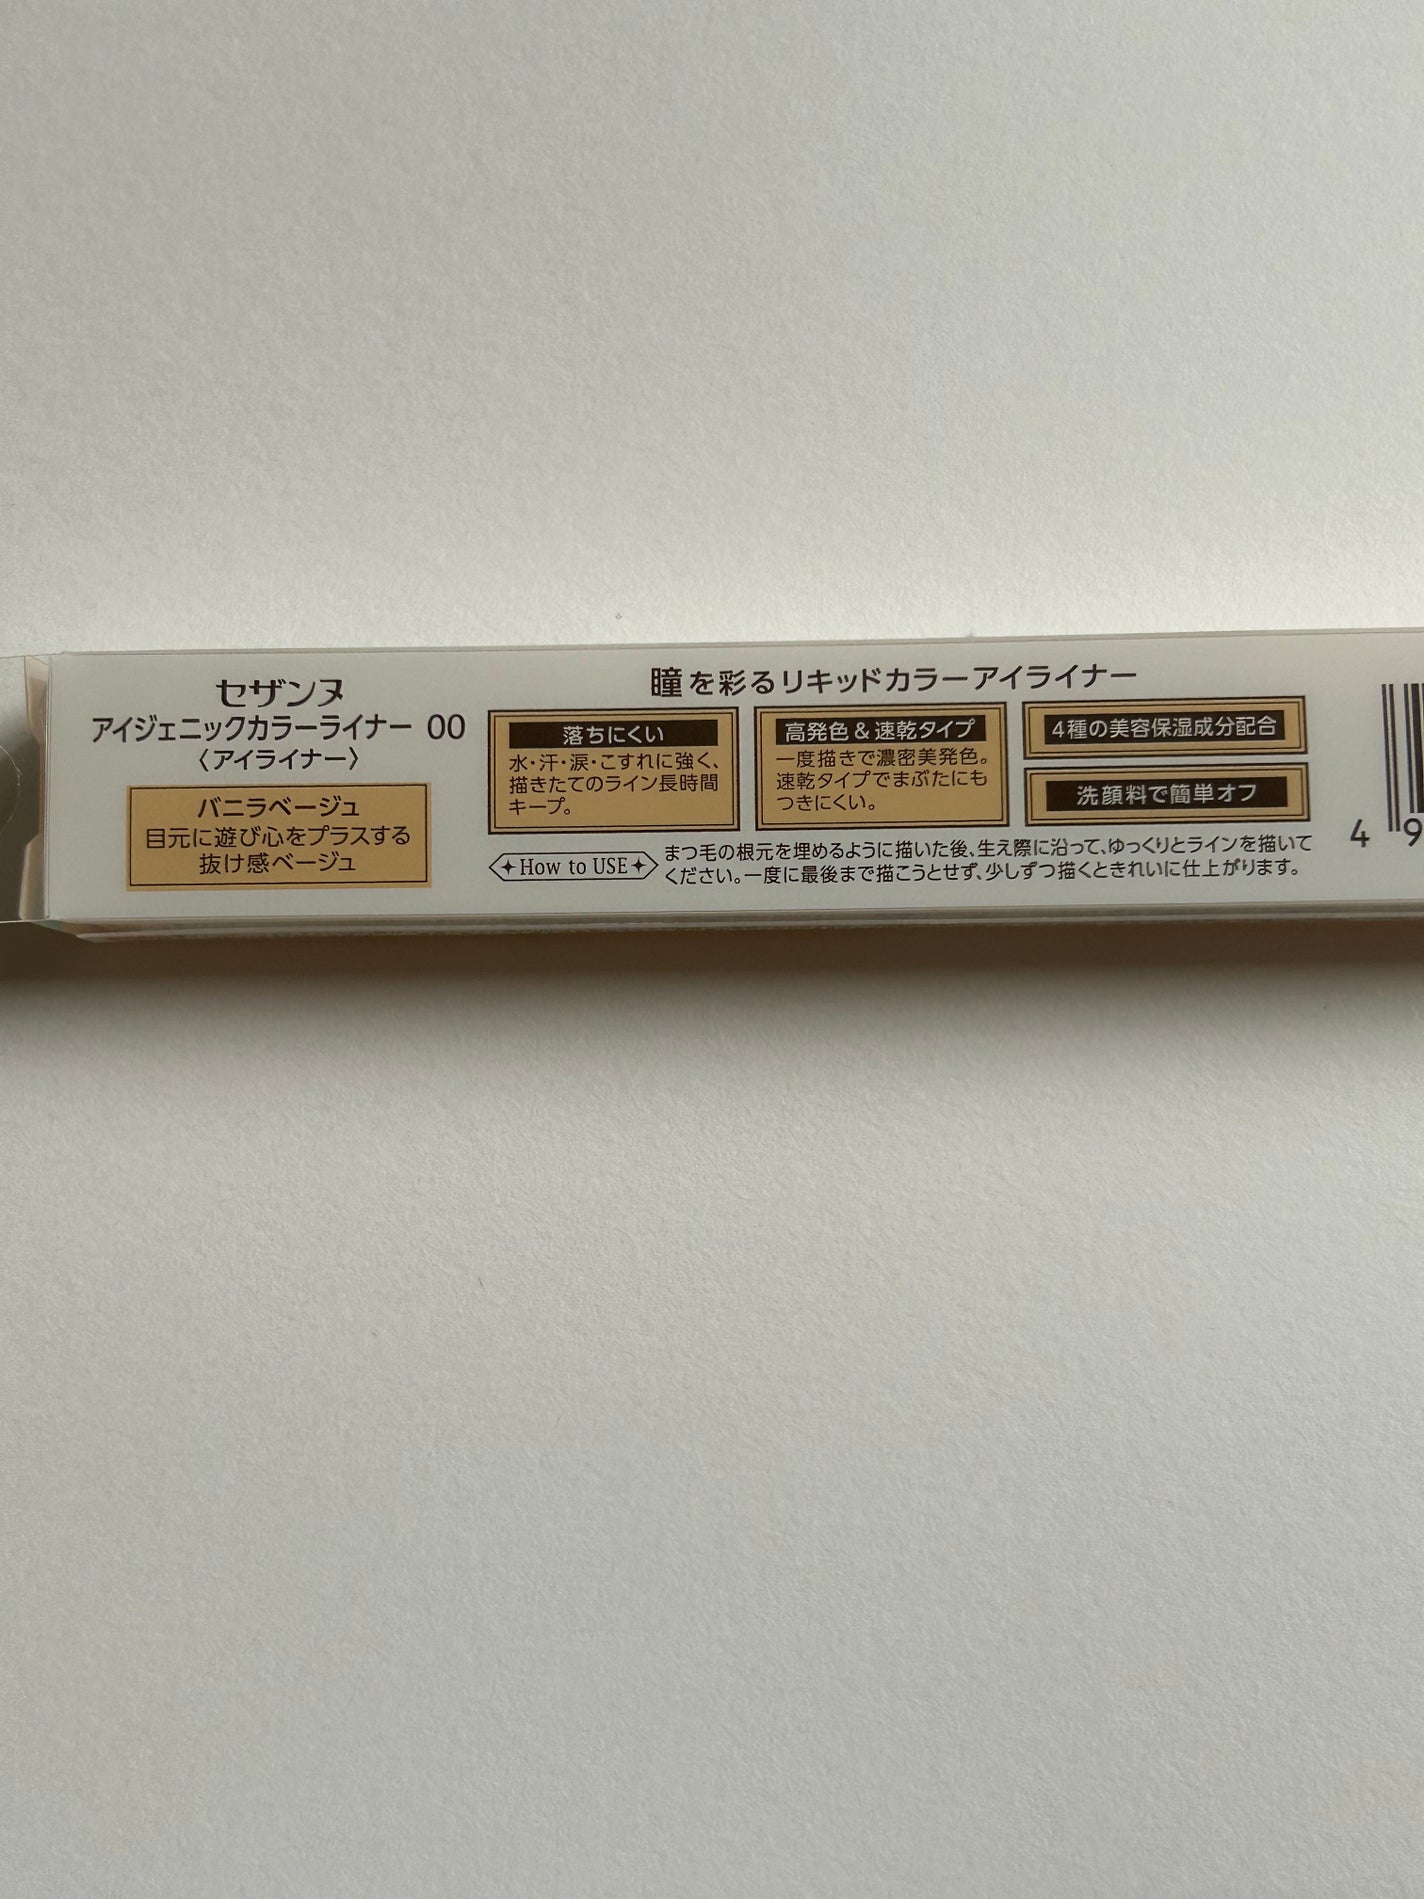 セザンヌ
アイジェニックカラーライナー 00
〈アイライナー〉
バニラベージュ
目元に遊び心をプラスする
抜け感ベージュ
瞳を彩るリキッドカラーアイライナー
落ちにくい
水・汗・涙・こすれに強く、
描きたてのライン長時間
キープ。
高発色&速乾タイプ
一度描きで濃密美発色。
速乾タイプでまぶたにも
つきにくい。
4種の美容保湿成分配合
洗顔料で簡単オフ
How to USE
まつ毛の根元を埋めるように描いた後、生え際に沿って、ゆっくりとラインを描いて
ください。一度に最後まで描こうとせず、少しずつ描くときれいに仕上がります。
4 9